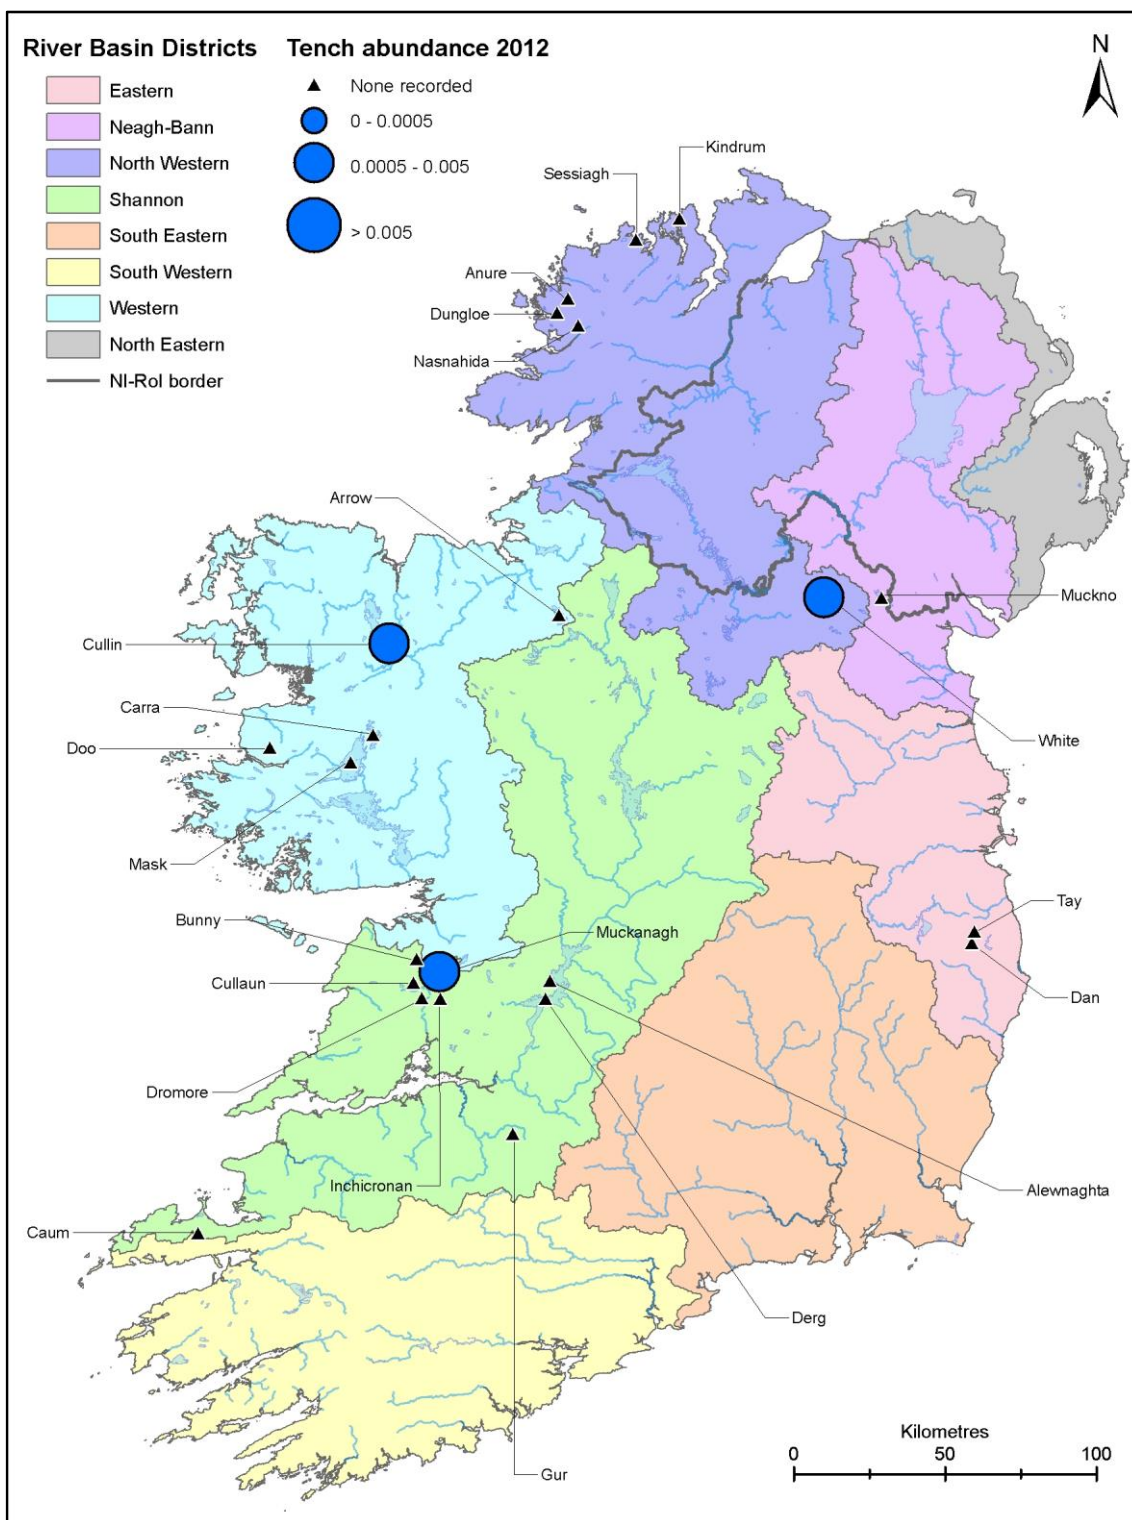 River Basin Districts
Eastern
Neagh-Bann
North Western
Shannon
South Eastern
South Western
Western
North Eastern
NI-RoI border
Tench abundance 2012
None recorded
0 - 0.0005
0.0005 - 0.005
> 0.005
N
Kindrum
Sessiagh
Anure
Dungloe
Nasnahida
Arrow
Muckno
Cullin
Carra
Doo
White
Mask
Tay
Bunny
Muckanagh
Cullaun
Dan
Dromore
Inchicronan
Alewnaghta
Caum
Derg
Gur
Kilometres
0 50 100